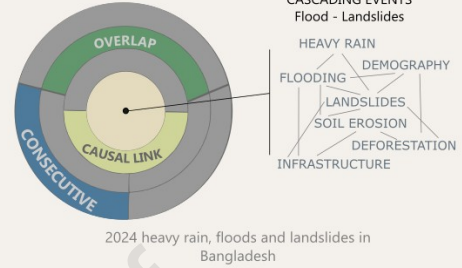 CASCADING EVENTS
Flood - Landslides
OVERLAP
CONSECUTIVE
CAUSAL LINK
HEAVY RAIN
DEMOGRAPHY
FLOODING
LANDSLIDES
SOIL EROSION
DEFORESTATION
INFRASTRUCTURE
2024 heavy rain, floods and landslides in
Bangladesh